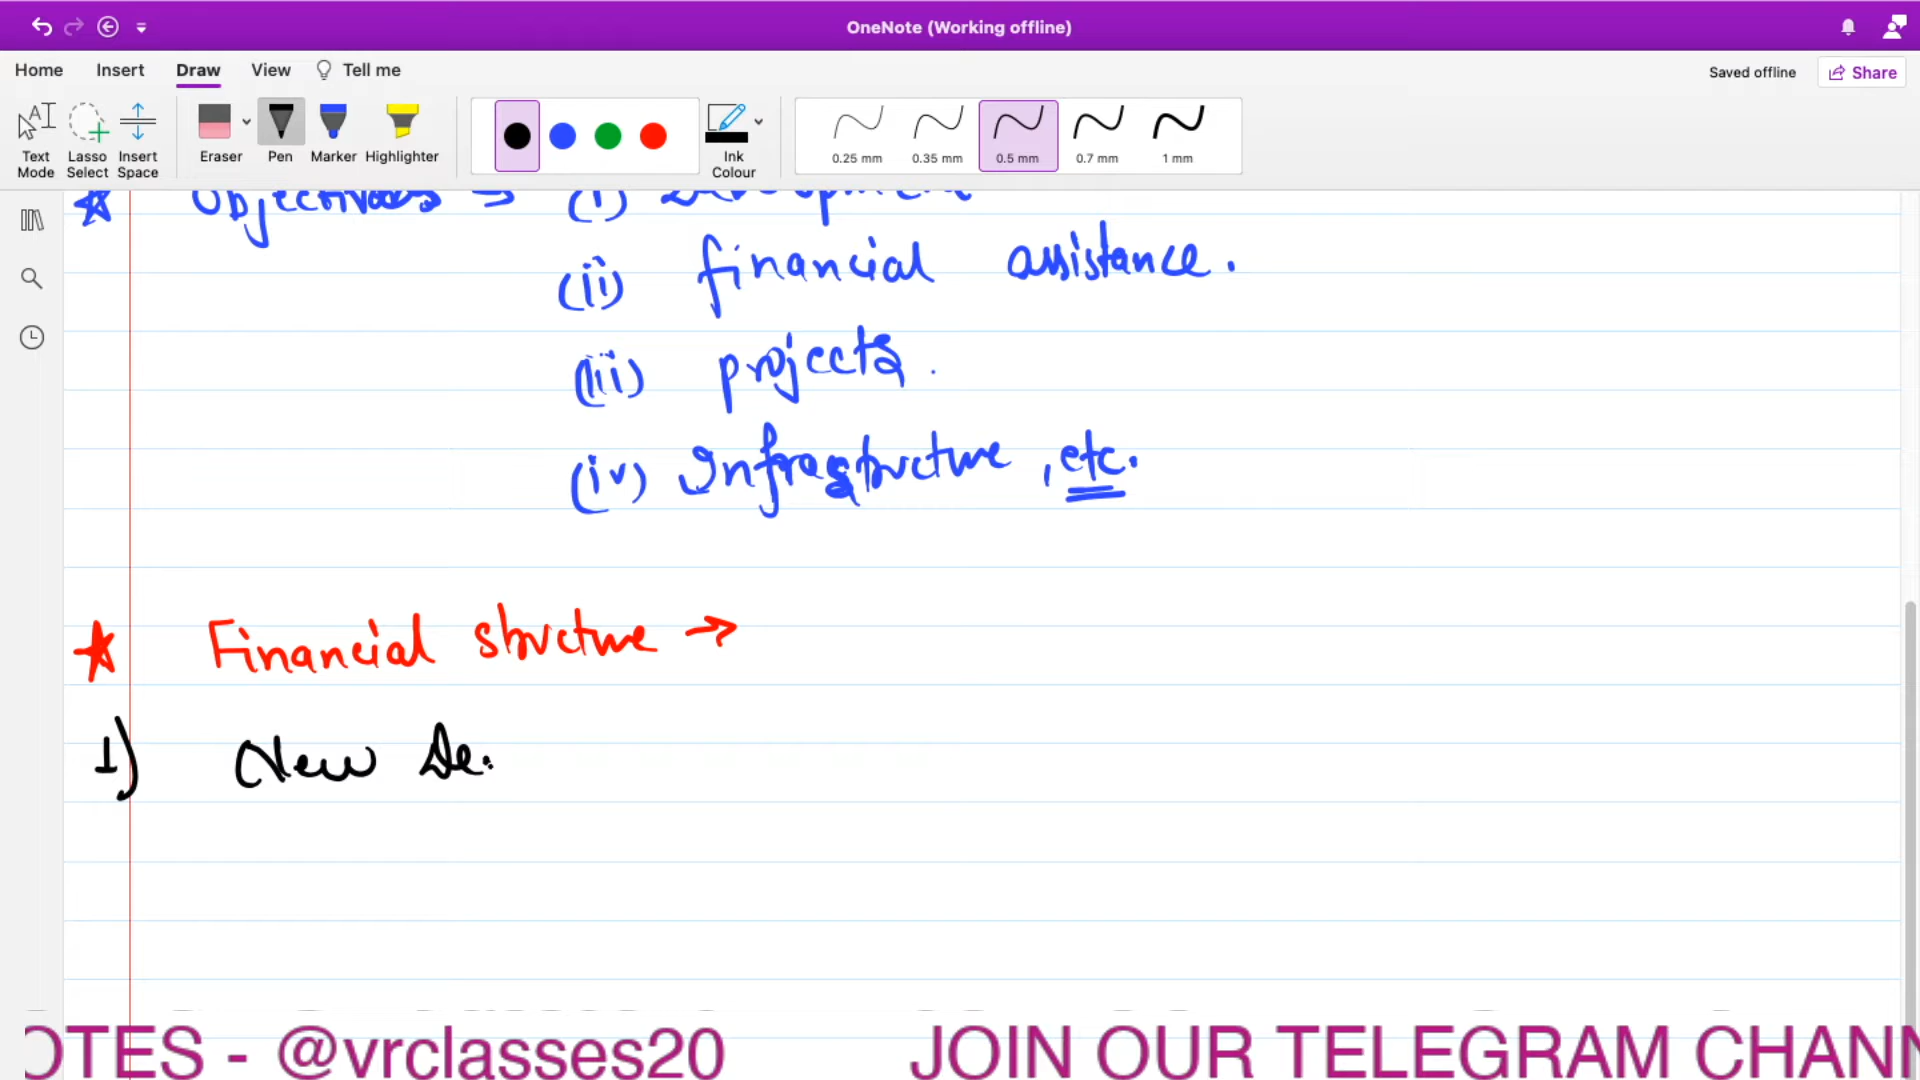 OneNote (Working offline)
Home Insert Draw View Tell me
Saved offline Share
Text Mode Lasso Select Insert Space Eraser Pen Marker Highlighter Ink Colour 0.25 mm 0.35 mm 0.5 mm 0.7 mm 1 mm
(i) Development
(ii) financial assistance.
(iii) projects.
(iv) Infrastructure, etc.
Financial structure →
1) New De
OTES - @vrclasses20 JOIN OUR TELEGRAM CHANN